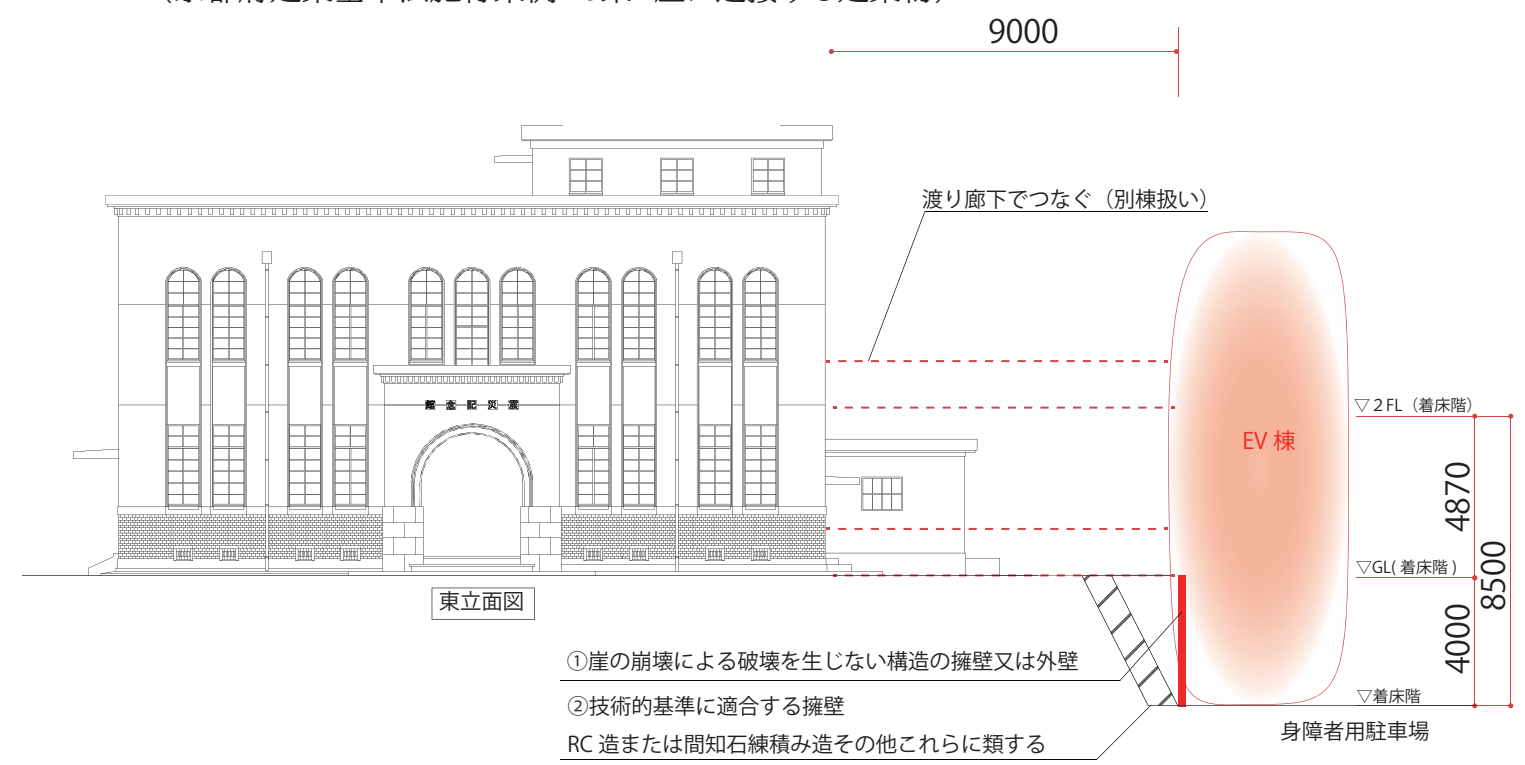 9000
渡り廊下でつなぐ（別棟扱い）
館 念 記 災 震
▽２FL（着床階）
EV 棟
4870
▽GL( 着床階 )
8500
東立面図
4000
①崖の崩壊による破壊を生じない構造の擁壁又は外壁
②技術的基準に適合する擁壁
▽着床階
RC 造または間知石練積み造その他これらに類する
身障者用駐車場